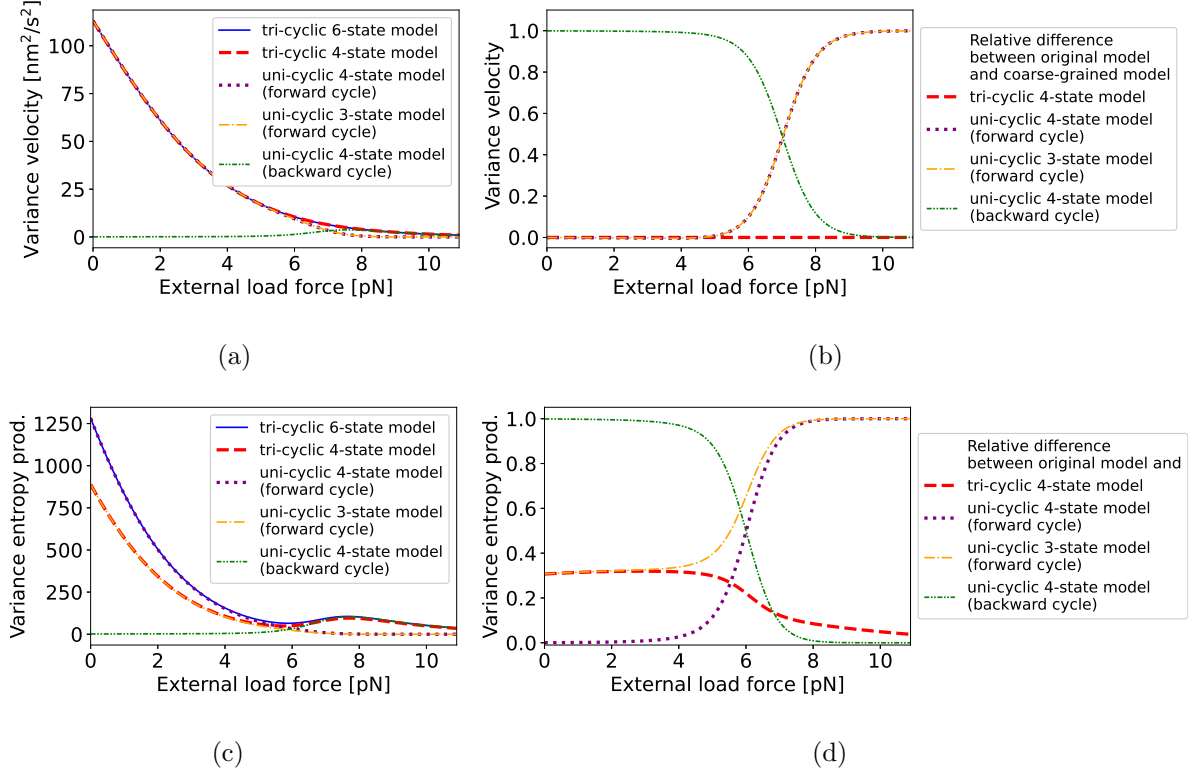 Variance velocity [nm²/s²]
100
75
50
25
0
tri-cyclic 6-state model
tri-cyclic 4-state model
uni-cyclic 4-state model
(forward cycle)
uni-cyclic 3-state model
(forward cycle)
uni-cyclic 4-state model
(backward cycle)
0 2 4 6 8 10
External load force [pN]
(a)
Variance velocity
1.0
0.8
0.6
0.4
0.2
0.0
0 2 4 6 8 10
External load force [pN]
Relative difference
between original model
and coarse-grained model
tri-cyclic 4-state model
uni-cyclic 4-state model
(forward cycle)
uni-cyclic 3-state model
(forward cycle)
uni-cyclic 4-state model
(backward cycle)
(b)
Variance entropy prod.
1250
1000
750
500
250
0
tri-cyclic 6-state model
tri-cyclic 4-state model
uni-cyclic 4-state model
(forward cycle)
uni-cyclic 3-state model
(forward cycle)
uni-cyclic 4-state model
(backward cycle)
0 2 4 6 8 10
External load force [pN]
(c)
Variance entropy prod.
1.0
0.8
0.6
0.4
0.2
0.0
0 2 4 6 8 10
External load force [pN]
Relative difference
between original model and
tri-cyclic 4-state model
uni-cyclic 4-state model
(forward cycle)
uni-cyclic 3-state model
(forward cycle)
uni-cyclic 4-state model
(backward cycle)
(d)